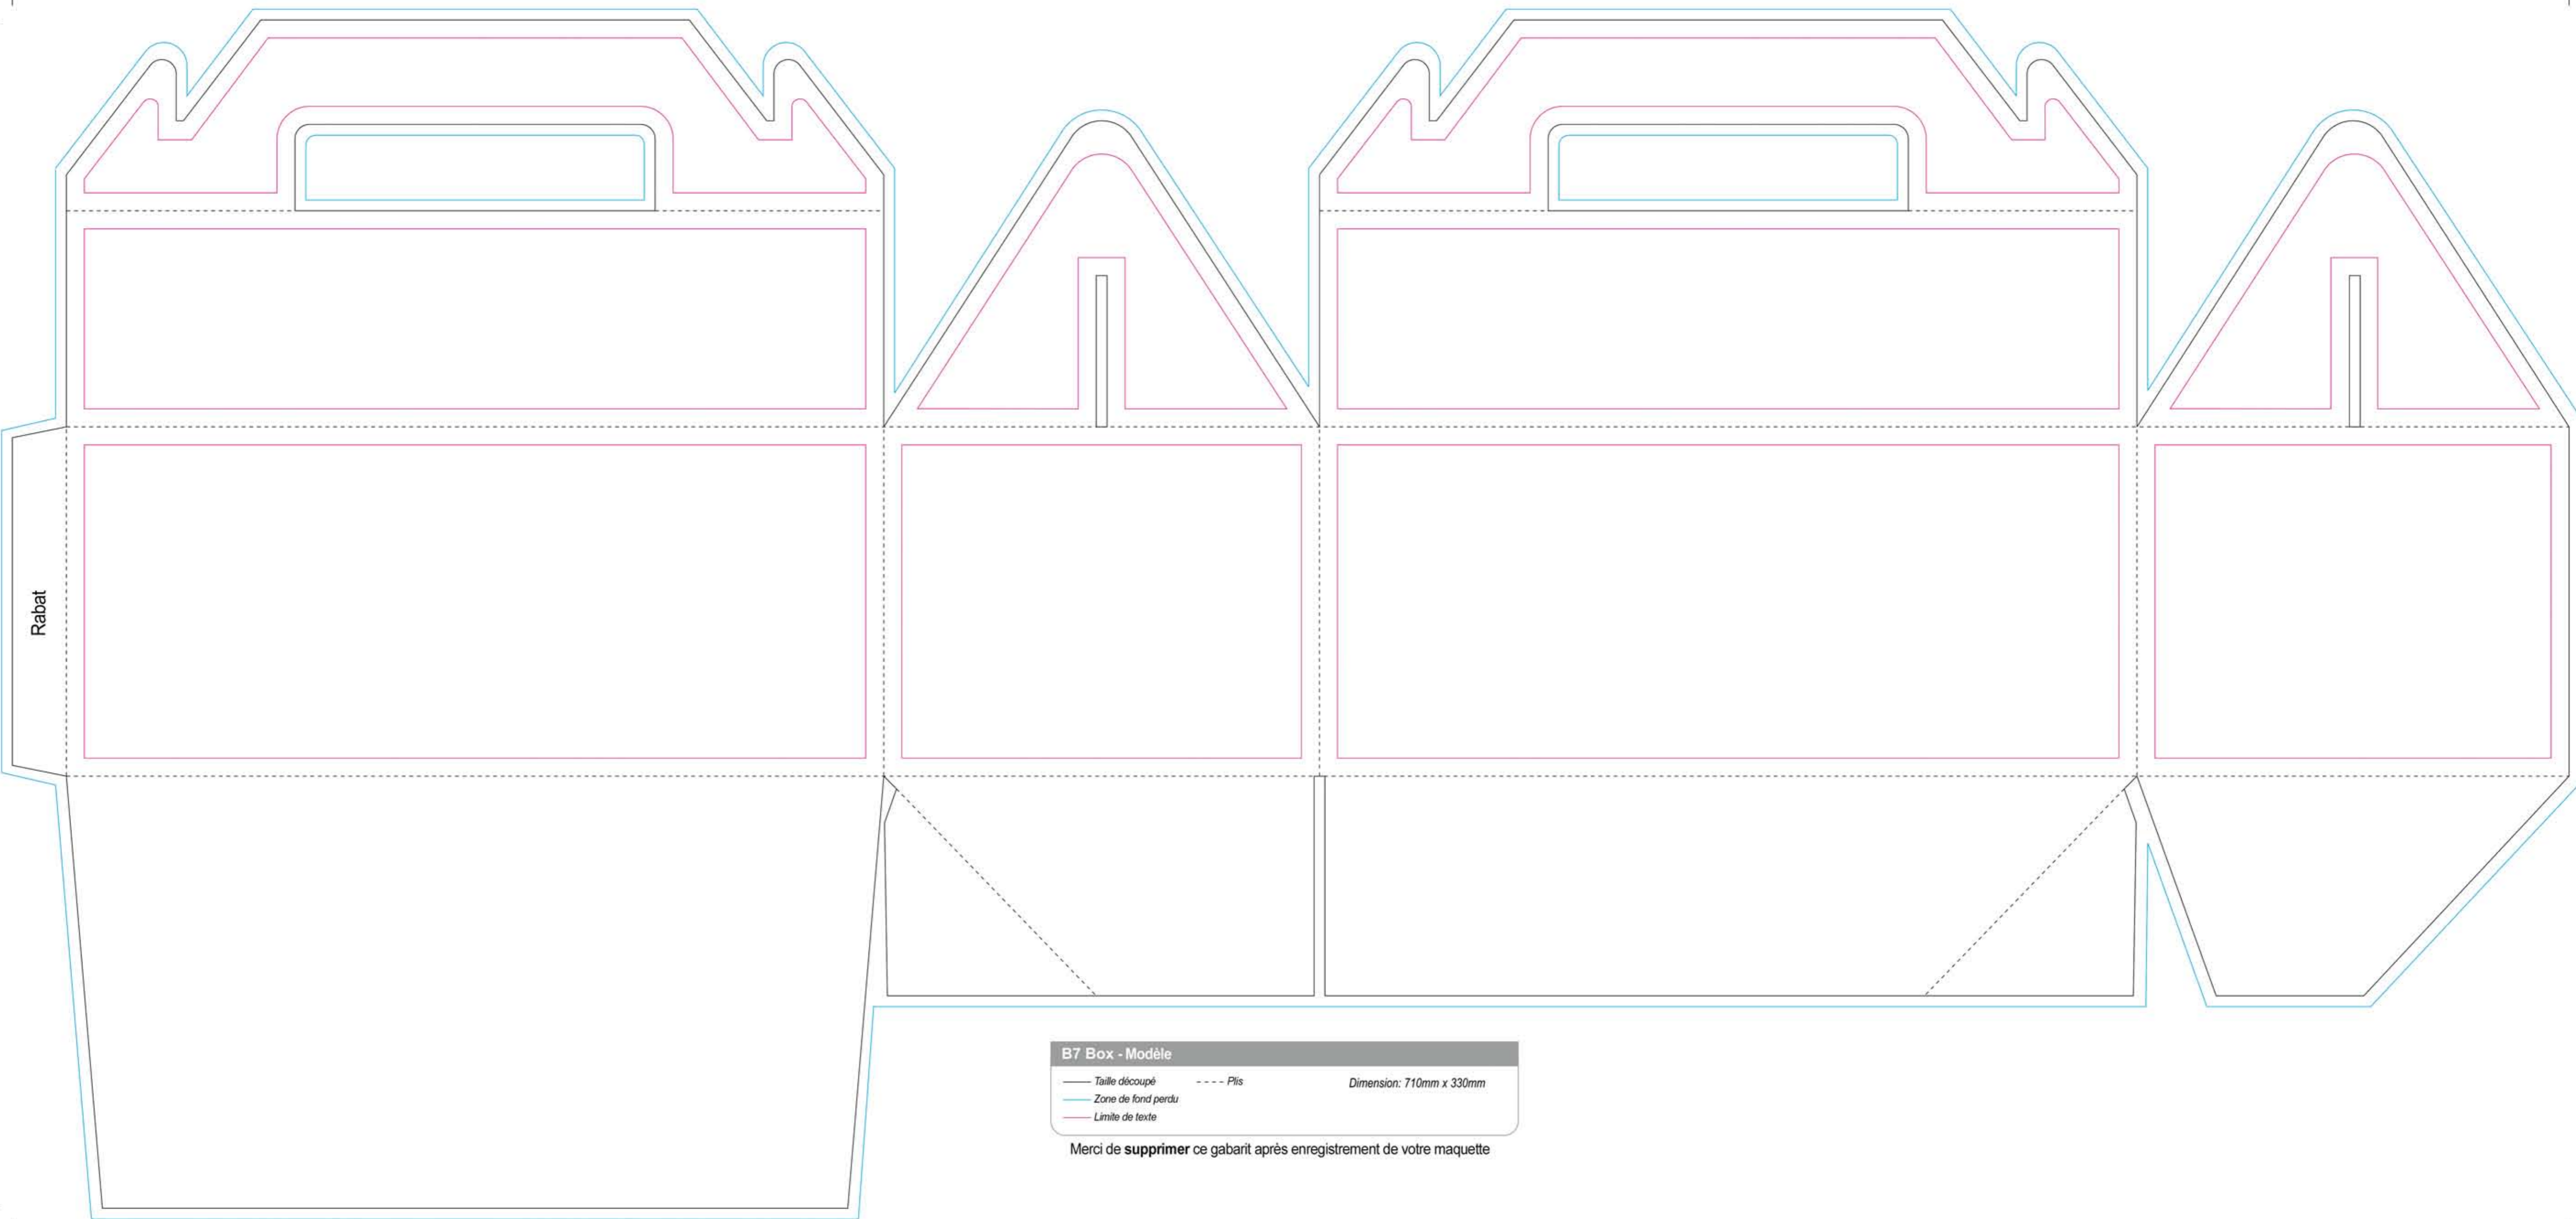 Rabat
B7 Box - Modèle
Taille découpé
Plis
Dimension: 710mm x 330mm
Zone de fond perdu
Limite de texte
Merci de supprimer ce gabarit après enregistrement de votre maquette